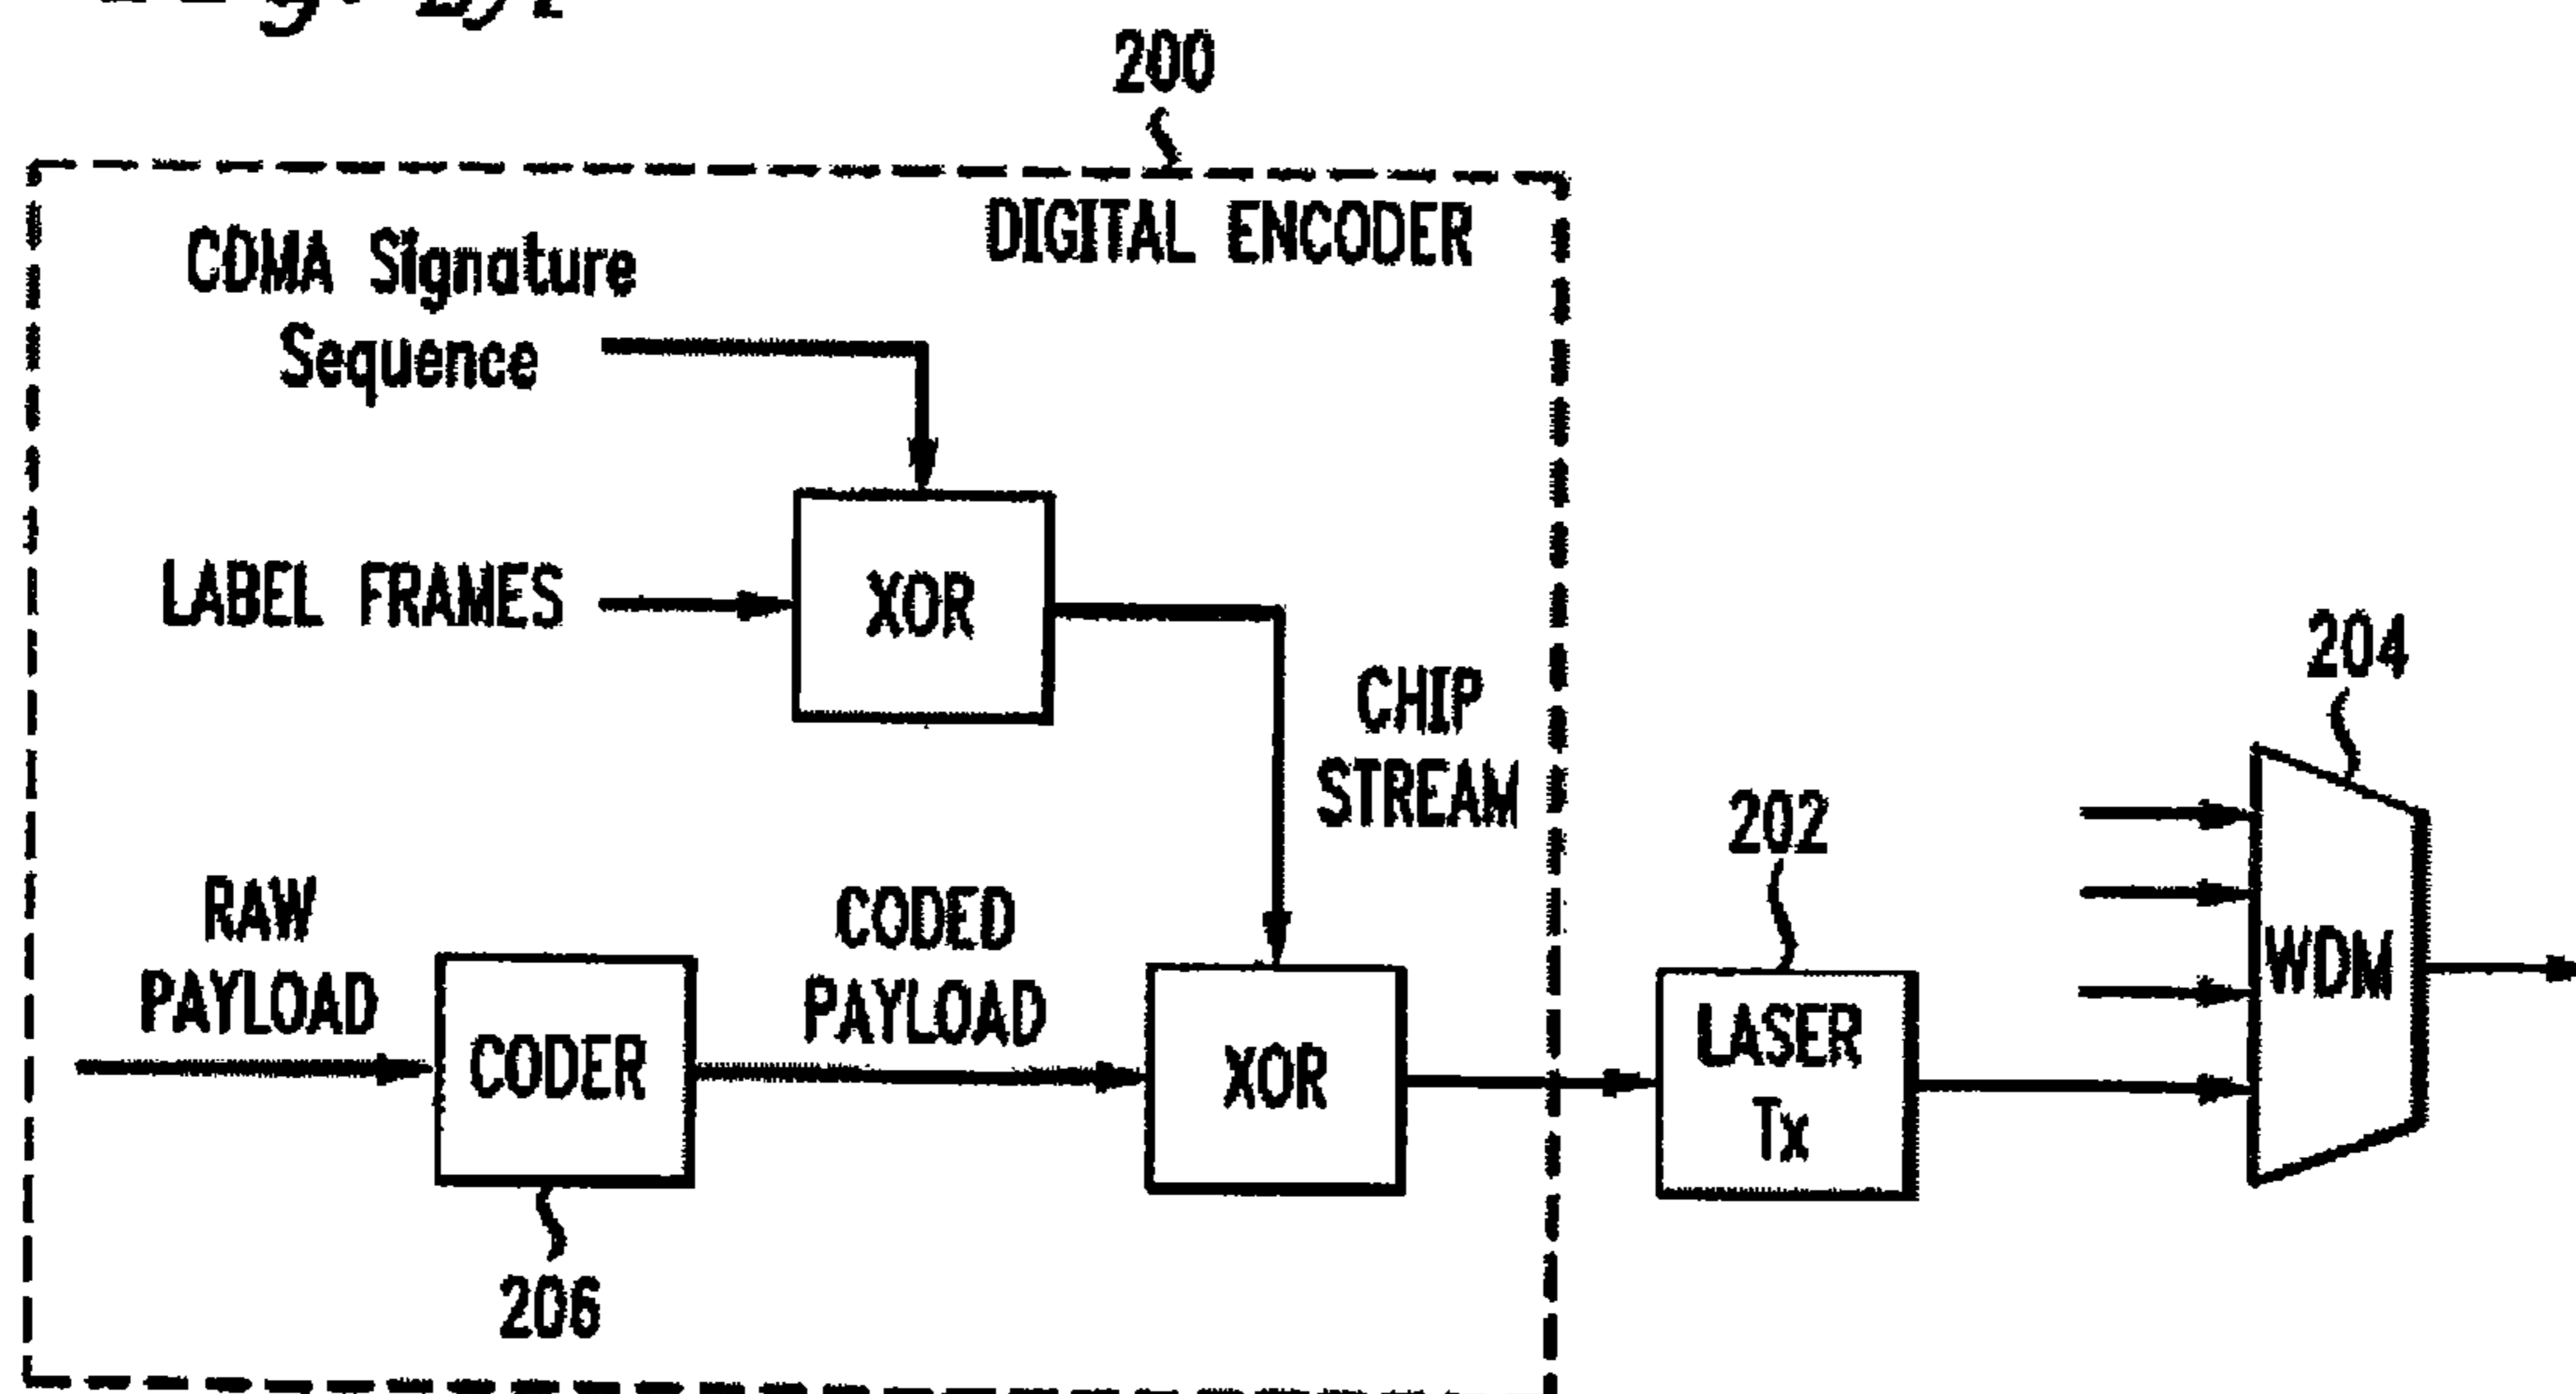 200
DIGITAL ENCODER
CDMA Signature
Sequence
LABEL FRAMES
XOR
CHIP
STREAM
204
202
RAW
PAYLOAD
CODER
206
CODED
PAYLOAD
XOR
LASER
Tx
WDM